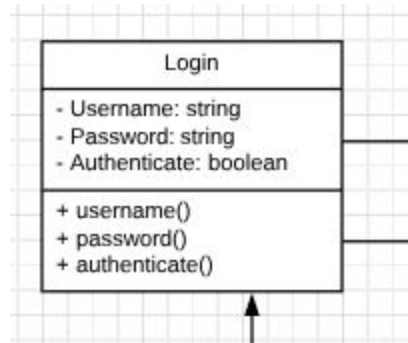 Login
- Username: string
- Password: string
- Authenticate: boolean
+ username()
+ password()
+ authenticate()